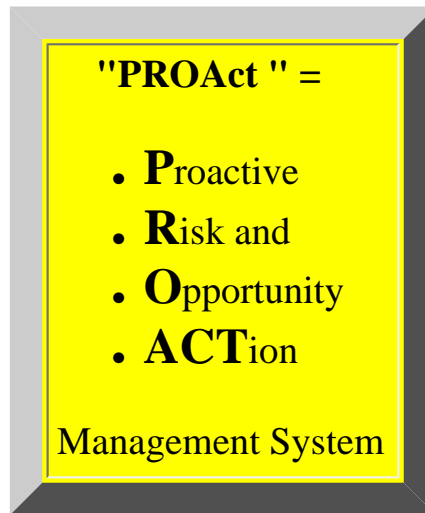 "PROAct " =
• Proactive
• Risk and
• Opportunity
• ACTion
Management System